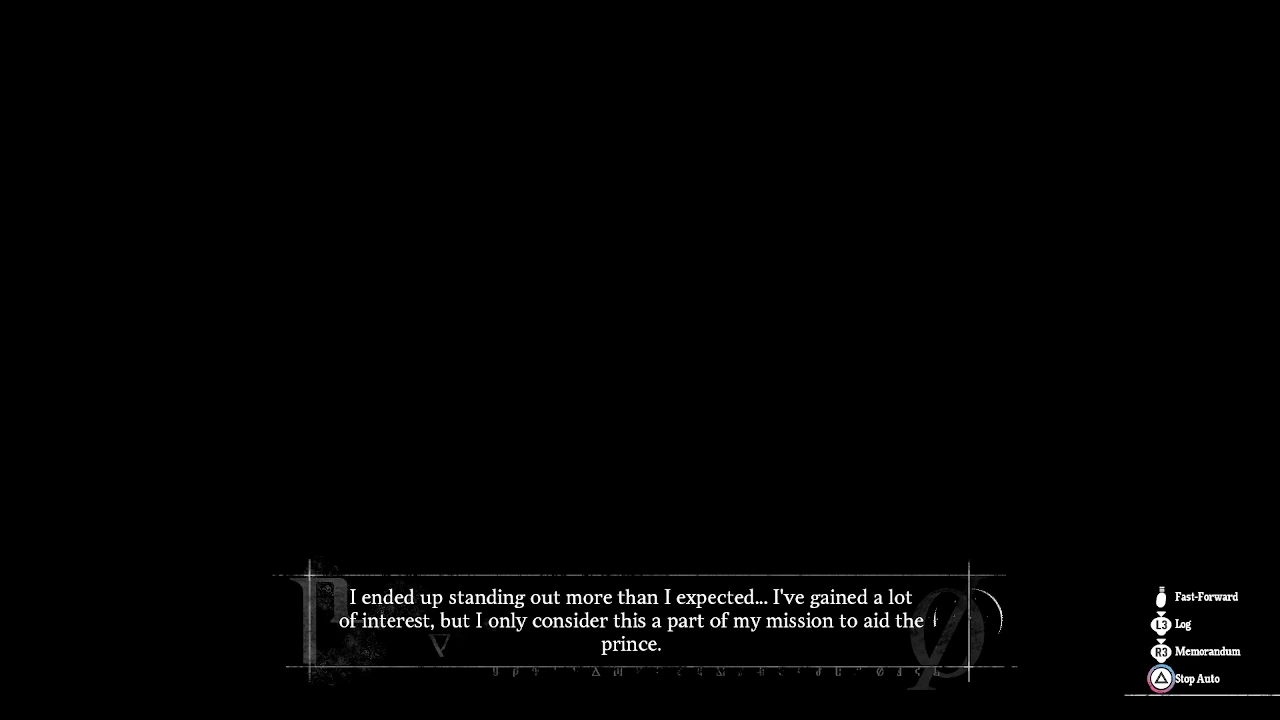 I ended up standing out more than I expected... I've gained a lot
of interest, but I only consider this a part of my mission to aid the
prince.
Fast-Forward
L3 Log
R3 Memorandum
Stop Auto